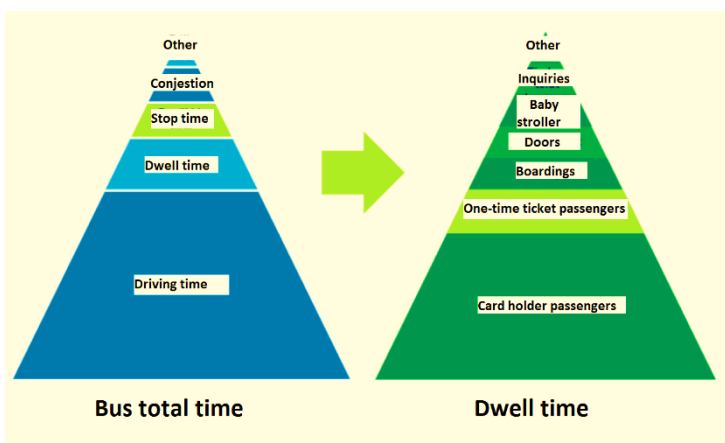 Other
Conjestion
Stop time
Dwell time
Driving time
Bus total time
Other
Inquiries
Baby
stroller
Doors
Boardings
One-time ticket passengers
Card holder passengers
Dwell time